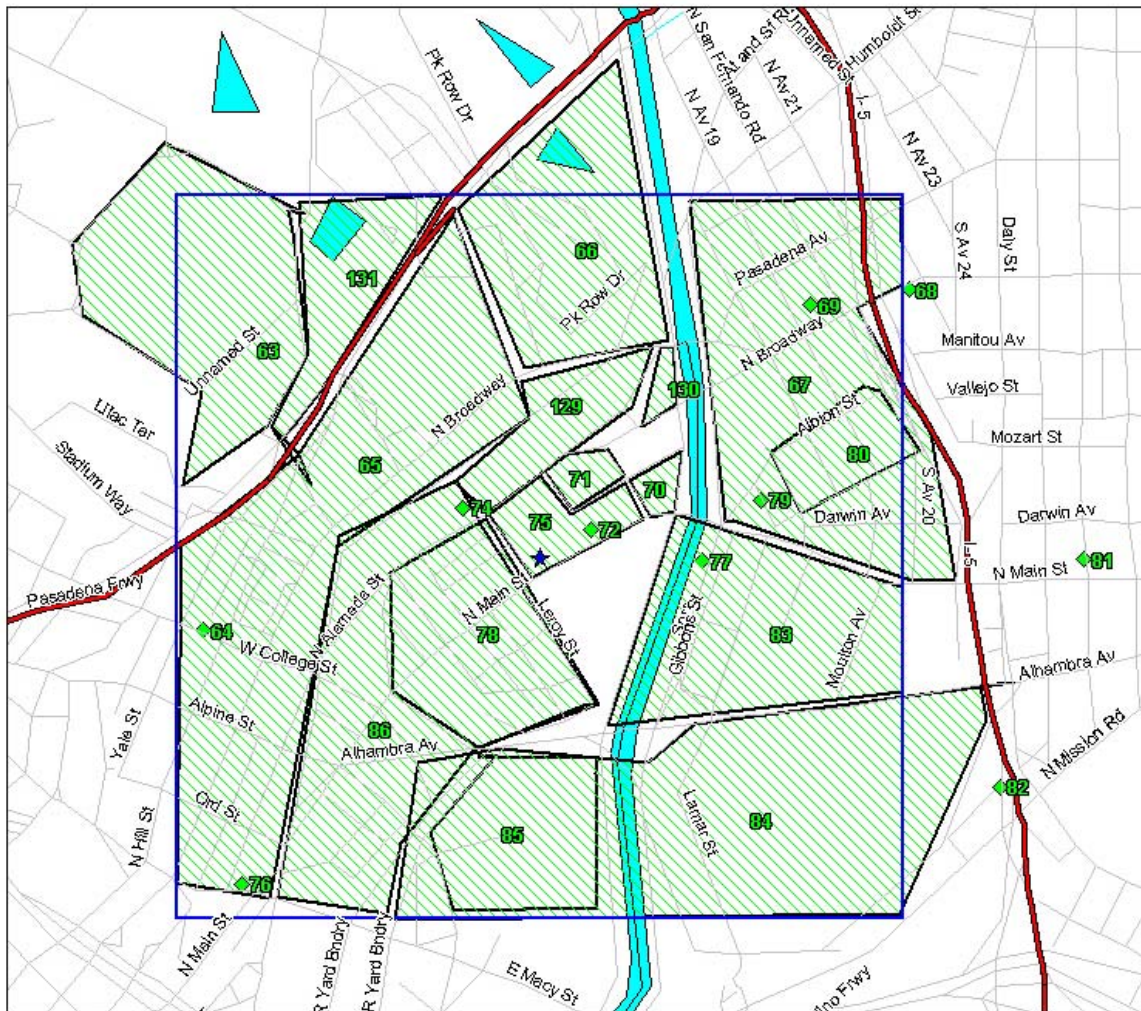 N San Fernando Rd
Unnamed St
Humboldt St
Pk Row Dr
N Av 21
N Av 19
I-5
N Av 23
Pasadena Av
S Av 24
Daly St
66
131
68
69
Pk Row Dr
N Broadway
Manitou Av
Unnamed St
63
130
67
Vallejo St
Lilac Ter
N Broadway
129
Albion St
Mozart St
80
Stadium Way
65
71
70
S Av 20
79
74
75
72
Darwin Av
Darwin Av
I-5
77
81
N Main St
Pasadena Frwy
N Alameda St
N Main St
Leroy St
Gibbons St
64
W College St
78
83
Moulton Av
Alhambra Av
Yale St
Alpine St
86
Alhambra Av
N Mission Rd
82
Ord St
N Hill St
85
Lamar St
84
76
N Main St
R Yard Bndry
R Yard Bndry
E Macy St